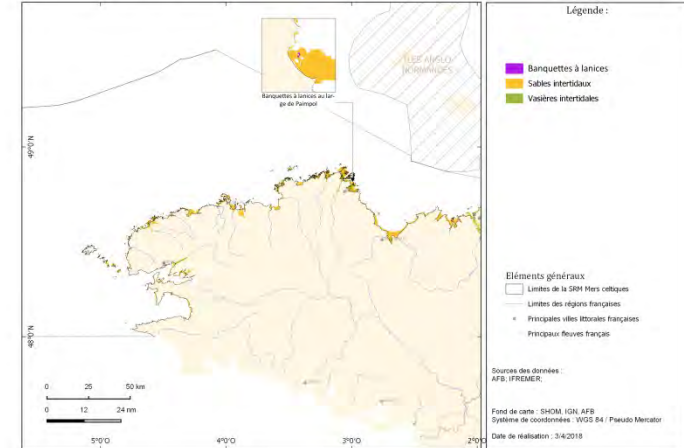 Légende :
ÎLES ANGLO
NORMANDES
Banquettes à lanices au lar-
ge de Paimpol
Banquettes à lanices
Sables intertidaux
Vasières intertidales
49°0'N
48°0'N
Eléments généraux
Limites de la SRM Mers celtiques
Limites des régions françaises
Principales villes littorales françaises
Principaux fleuves français
Sources des données :
AFB, IFREMER;
Fond de carte : SHOM, IGN, AFB
Système de coordonnées : WGS 84 / Pseudo Mercator
Date de réalisation : 3/4/2018
0 25 50 km
0 12 24 nm
5°0'O 4°0'O 3°0'O 2°0'O